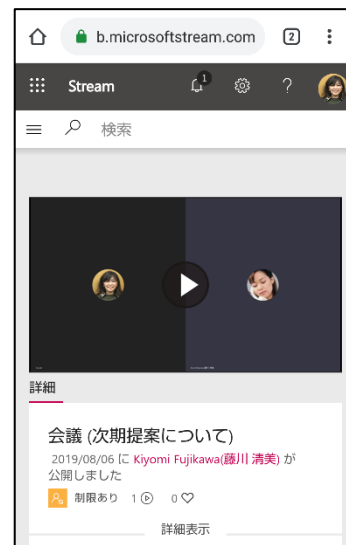 b.microsoftstream.com 2
Stream 1 ?
検索
詳細
会議 (次期提案について)
2019/08/06 に Kiyomi Fujikawa(藤川 清美) が
公開しました
制限あり 1 0
詳細表示